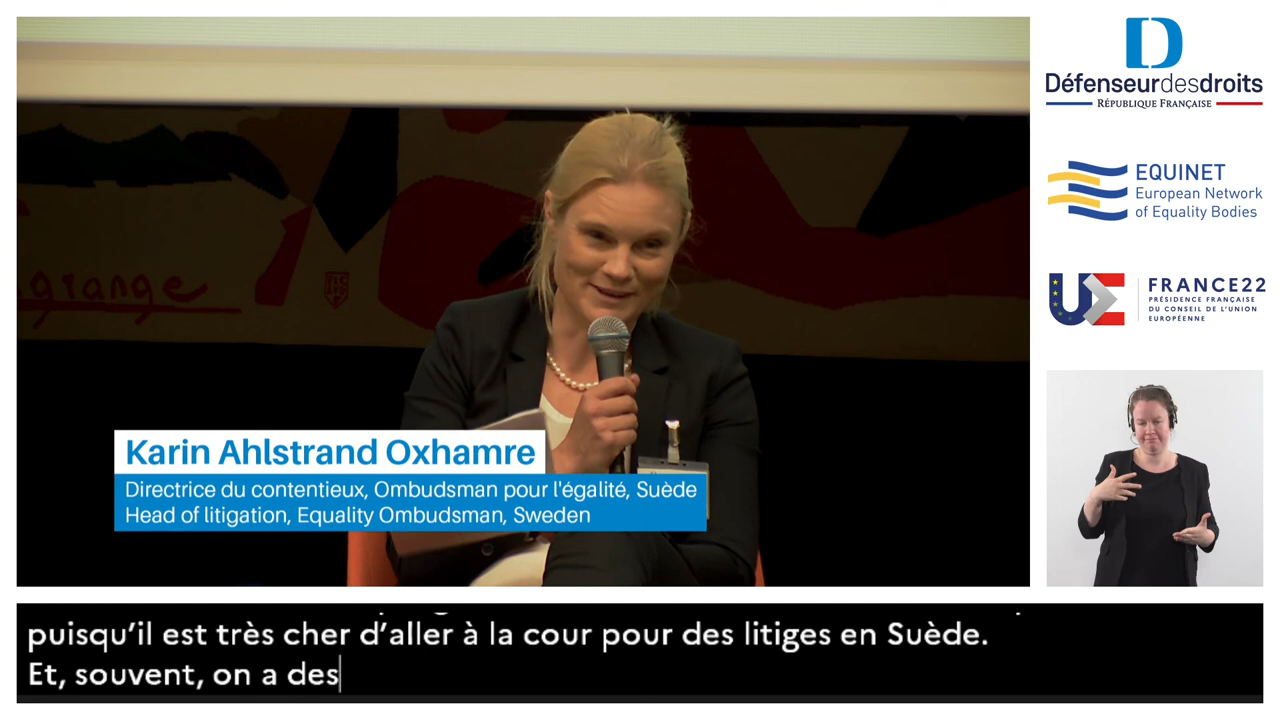 Défenseurdesdroits
RÉPUBLIQUE FRANÇAISE
EQUINET
European Network
of Equality Bodies
UE
FRANCE22
PRÉSIDENCE FRANÇAISE
DU CONSEIL DE L'UNION
EUROPÉENNE
grange
Karin Ahlstrand Oxhamre
Directrice du contentieux, Ombudsman pour l'égalité, Suède
Head of litigation, Equality Ombudsman, Sweden
puisqu’il est très cher d’aller à la cour pour des litiges en Suède.
Et, souvent, on a des